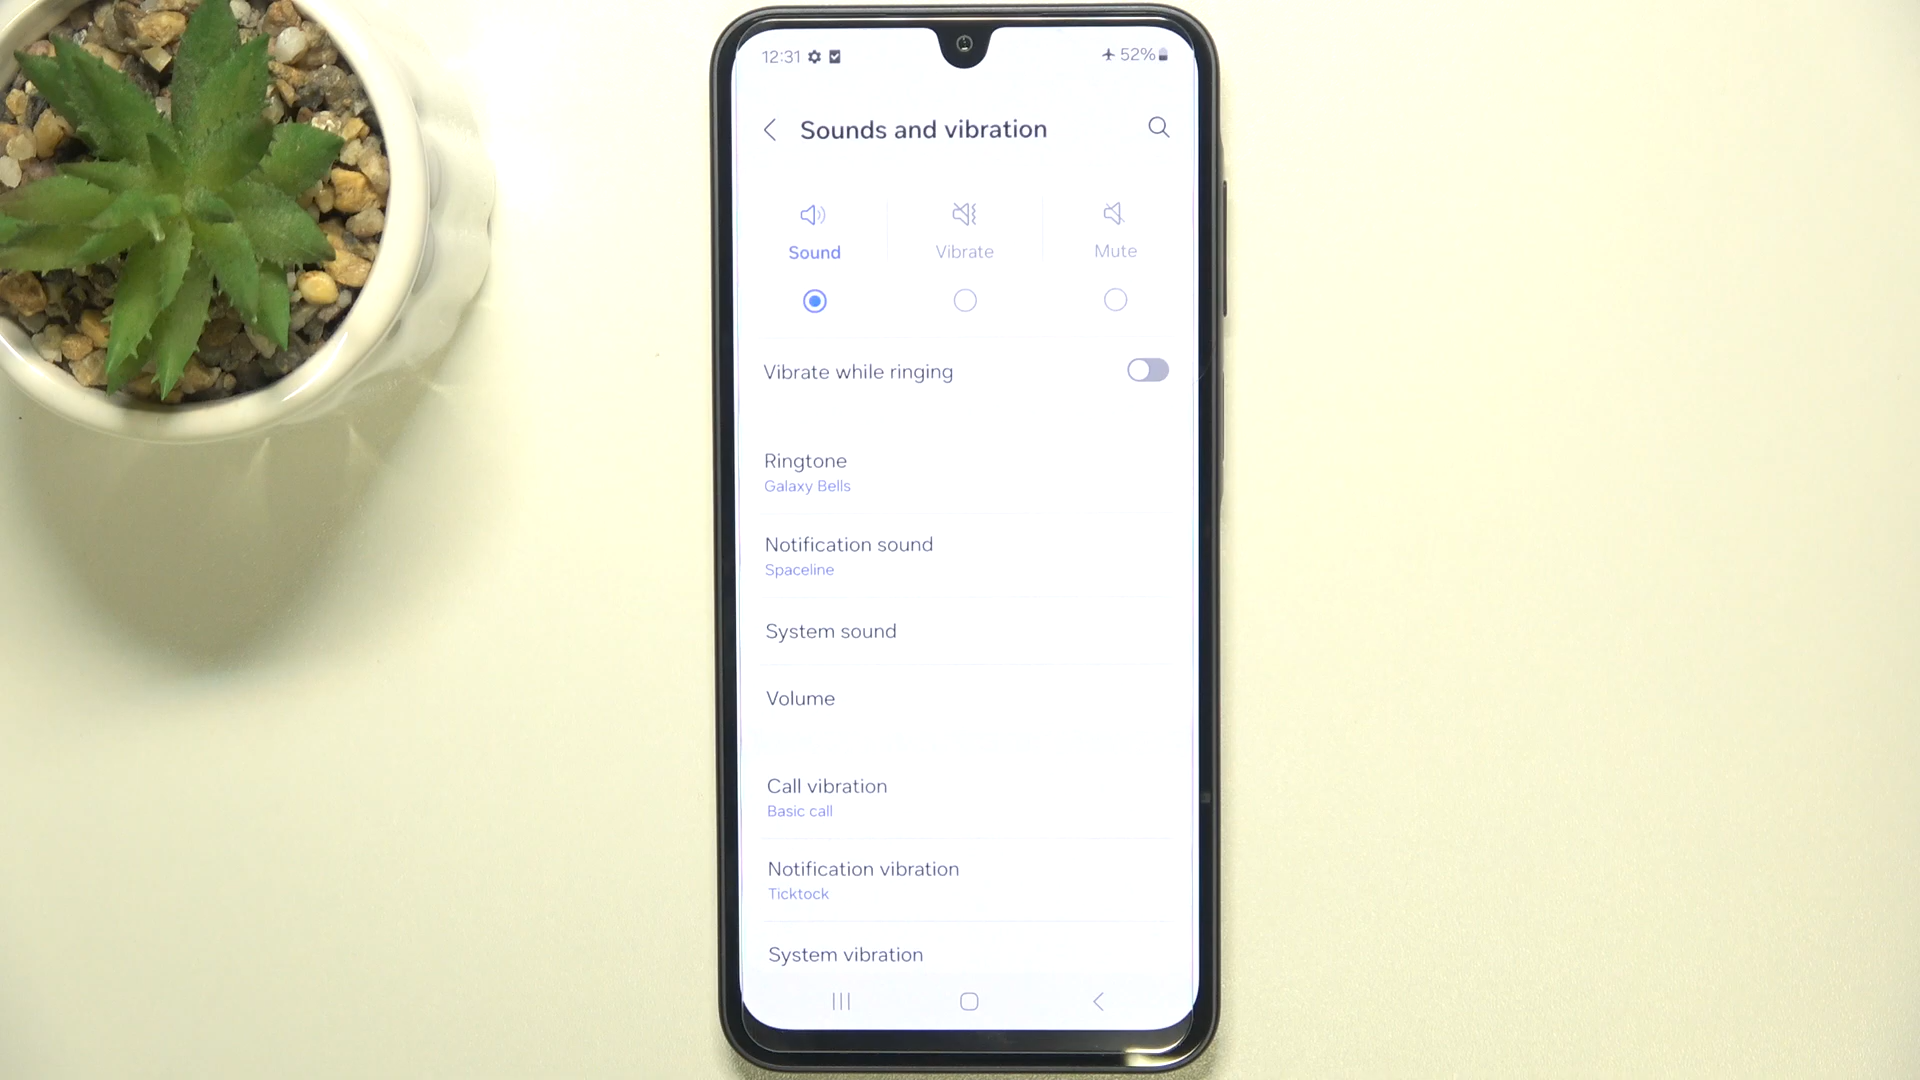 12:31 52%
Sounds and vibration
Sound Vibrate Mute
Vibrate while ringing
Ringtone
Galaxy Bells
Notification sound
Spaceline
System sound
Volume
Call vibration
Basic call
Notification vibration
Ticktock
System vibration